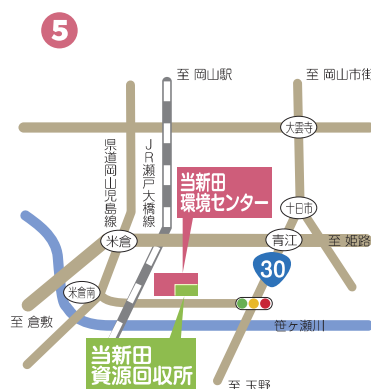 5
至 岡山駅
至 岡山市街
大雲寺
県道岡山児島線
JR瀬戸大橋線
当新田
環境センター
十日市
米倉
青江
至 姫路
30
米倉南
至 倉敷
笹ヶ瀬川
当新田
資源回収所
至 玉野